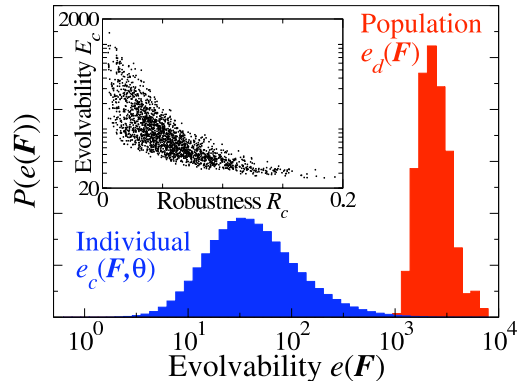 2000
Evolvability E_c
20
0
Robustness R_c
0.2
Population
e_d(F)
P(e(F))
Individual
e_c(F,θ)
10^0
10^1
10^2
10^3
10^4
Evolvability e(F)